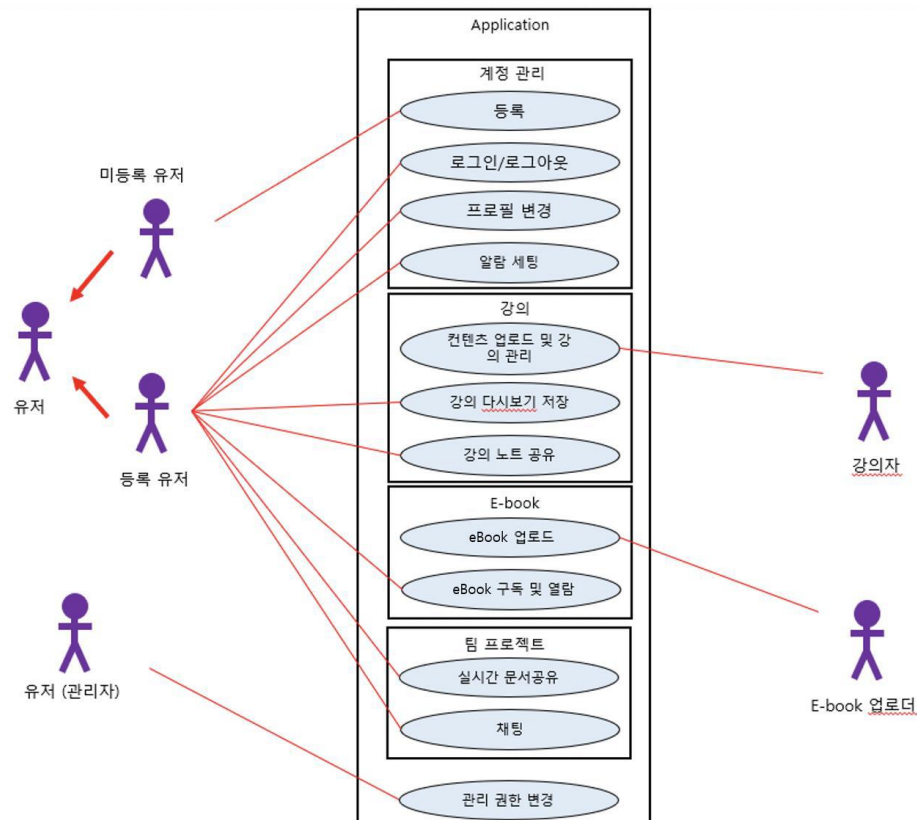 Application
계정 관리
등록
로그인/로그아웃
프로필 변경
알람 세팅
미등록 유저
유저
등록 유저
강의
컨텐츠 업로드 및 강
의 관리
강의 다시보기 저장
강의 노트 공유
강의자
E-book
eBook 업로드
eBook 구독 및 열람
팀 프로젝트
실시간 문서공유
채팅
유저 (관리자)
E-book 업로더
관리 권한 변경